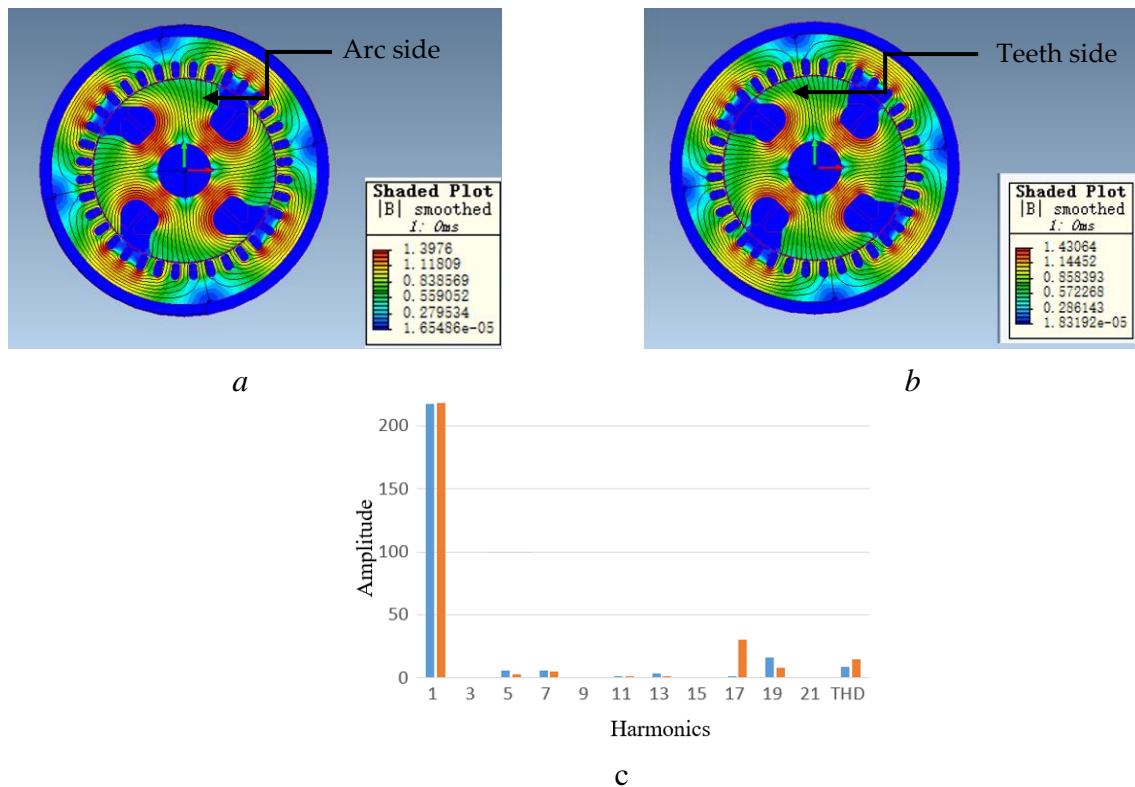 Arc side
Shaded Plot
|B| smoothed
1: 0ms
1.3976
1.11809
0.838569
0.559052
0.279534
1.65486e-05
a
Teeth side
Shaded Plot
|B| smoothed
1: 0ms
1.43064
1.14452
0.858393
0.572268
0.286143
1.83192e-05
b
200
150
100
50
0
Amplitude
1 3 5 7 9 11 13 15 17 19 21 THD
Harmonics
c